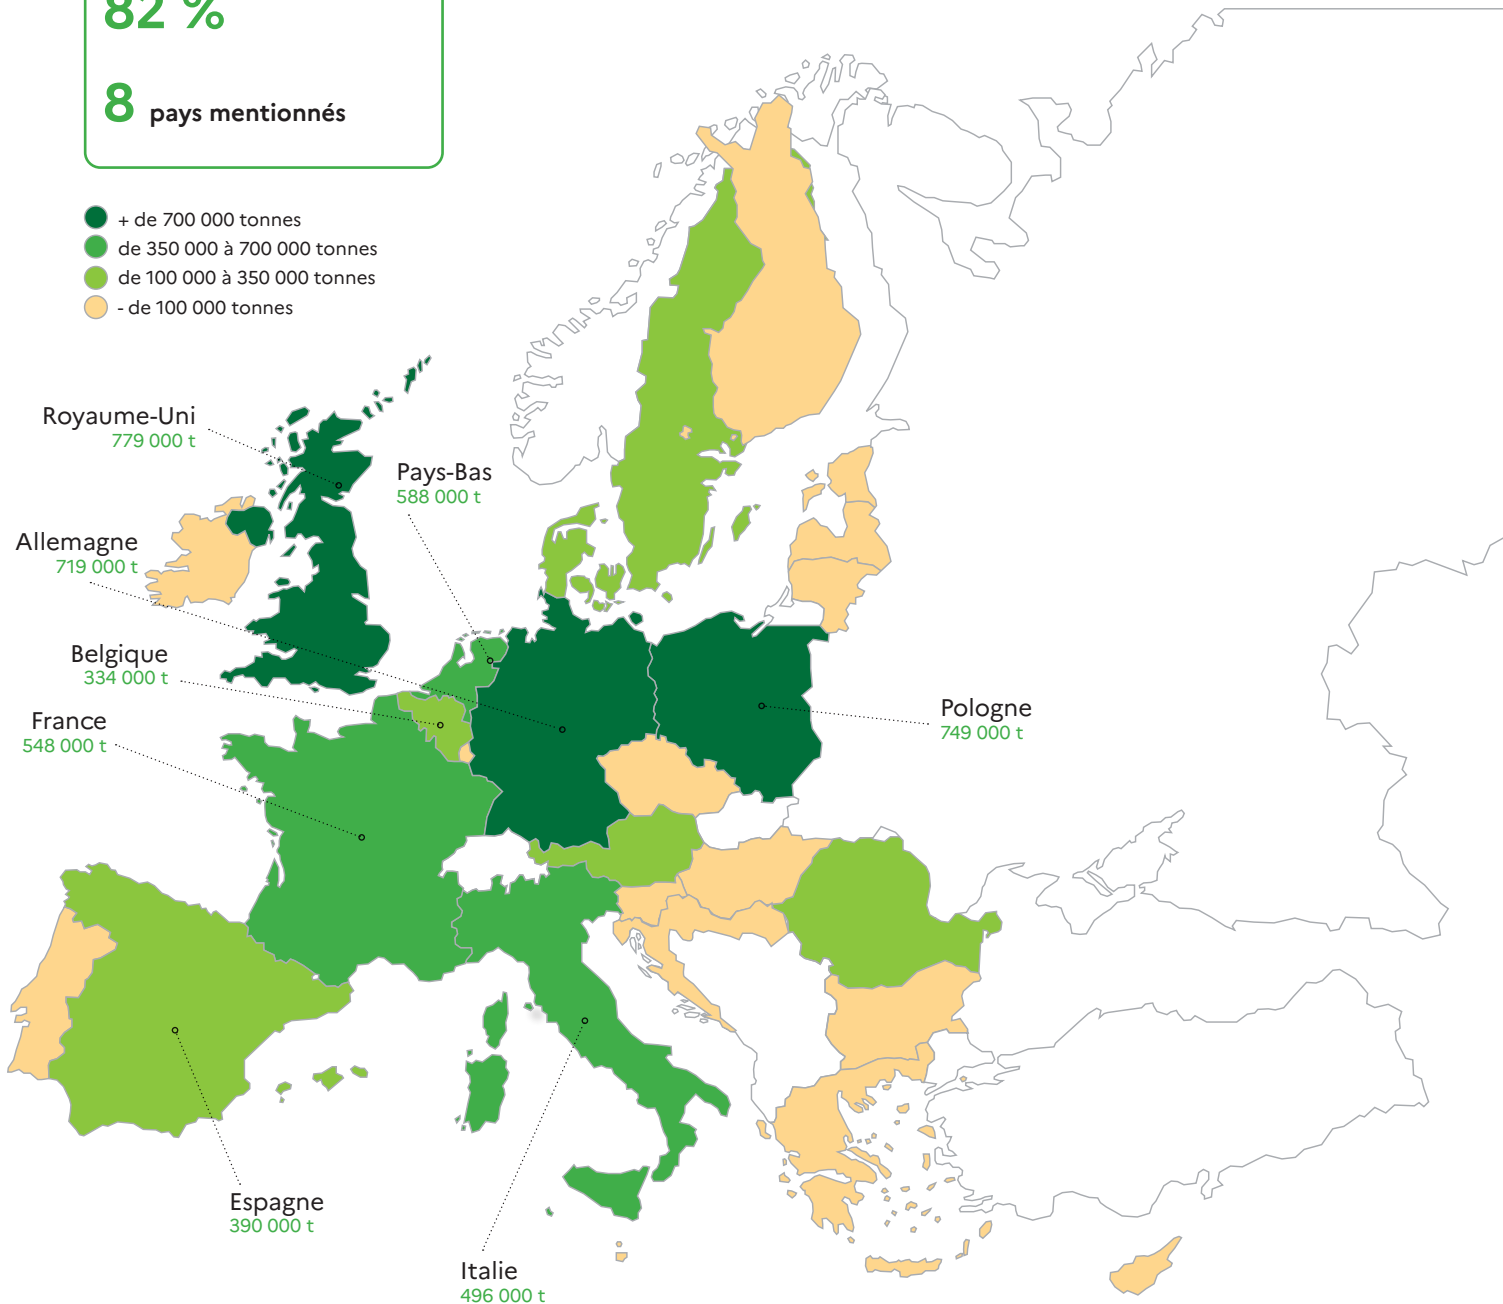 82 %
8 pays mentionnés
+ de 700 000 tonnes
de 350 000 à 700 000 tonnes
de 100 000 à 350 000 tonnes
- de 100 000 tonnes
Royaume-Uni
779 000 t
Pays-Bas
588 000 t
Allemagne
719 000 t
Belgique
334 000 t
France
548 000 t
Pologne
749 000 t
Espagne
390 000 t
Italie
496 000 t